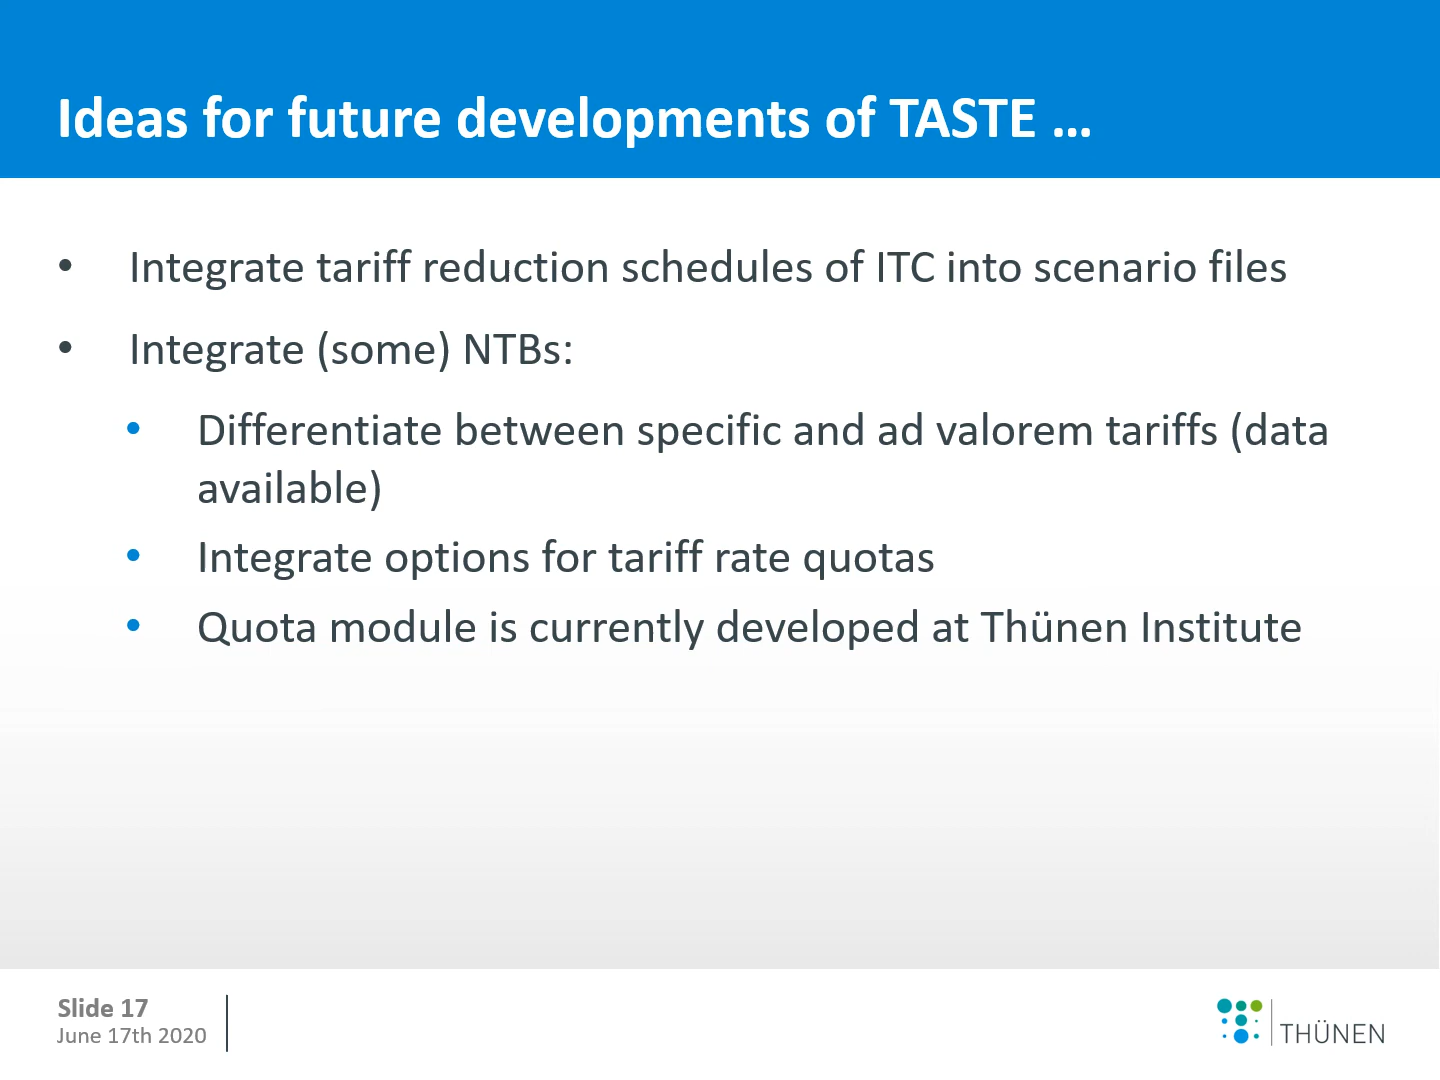 Ideas for future developments of TASTE ...
• Integrate tariff reduction schedules of ITC into scenario files
• Integrate (some) NTBs:
• Differentiate between specific and ad valorem tariffs (data
available)
• Integrate options for tariff rate quotas
• Quota module is currently developed at Thünen Institute
Slide 17
June 17th 2020
THÜNEN